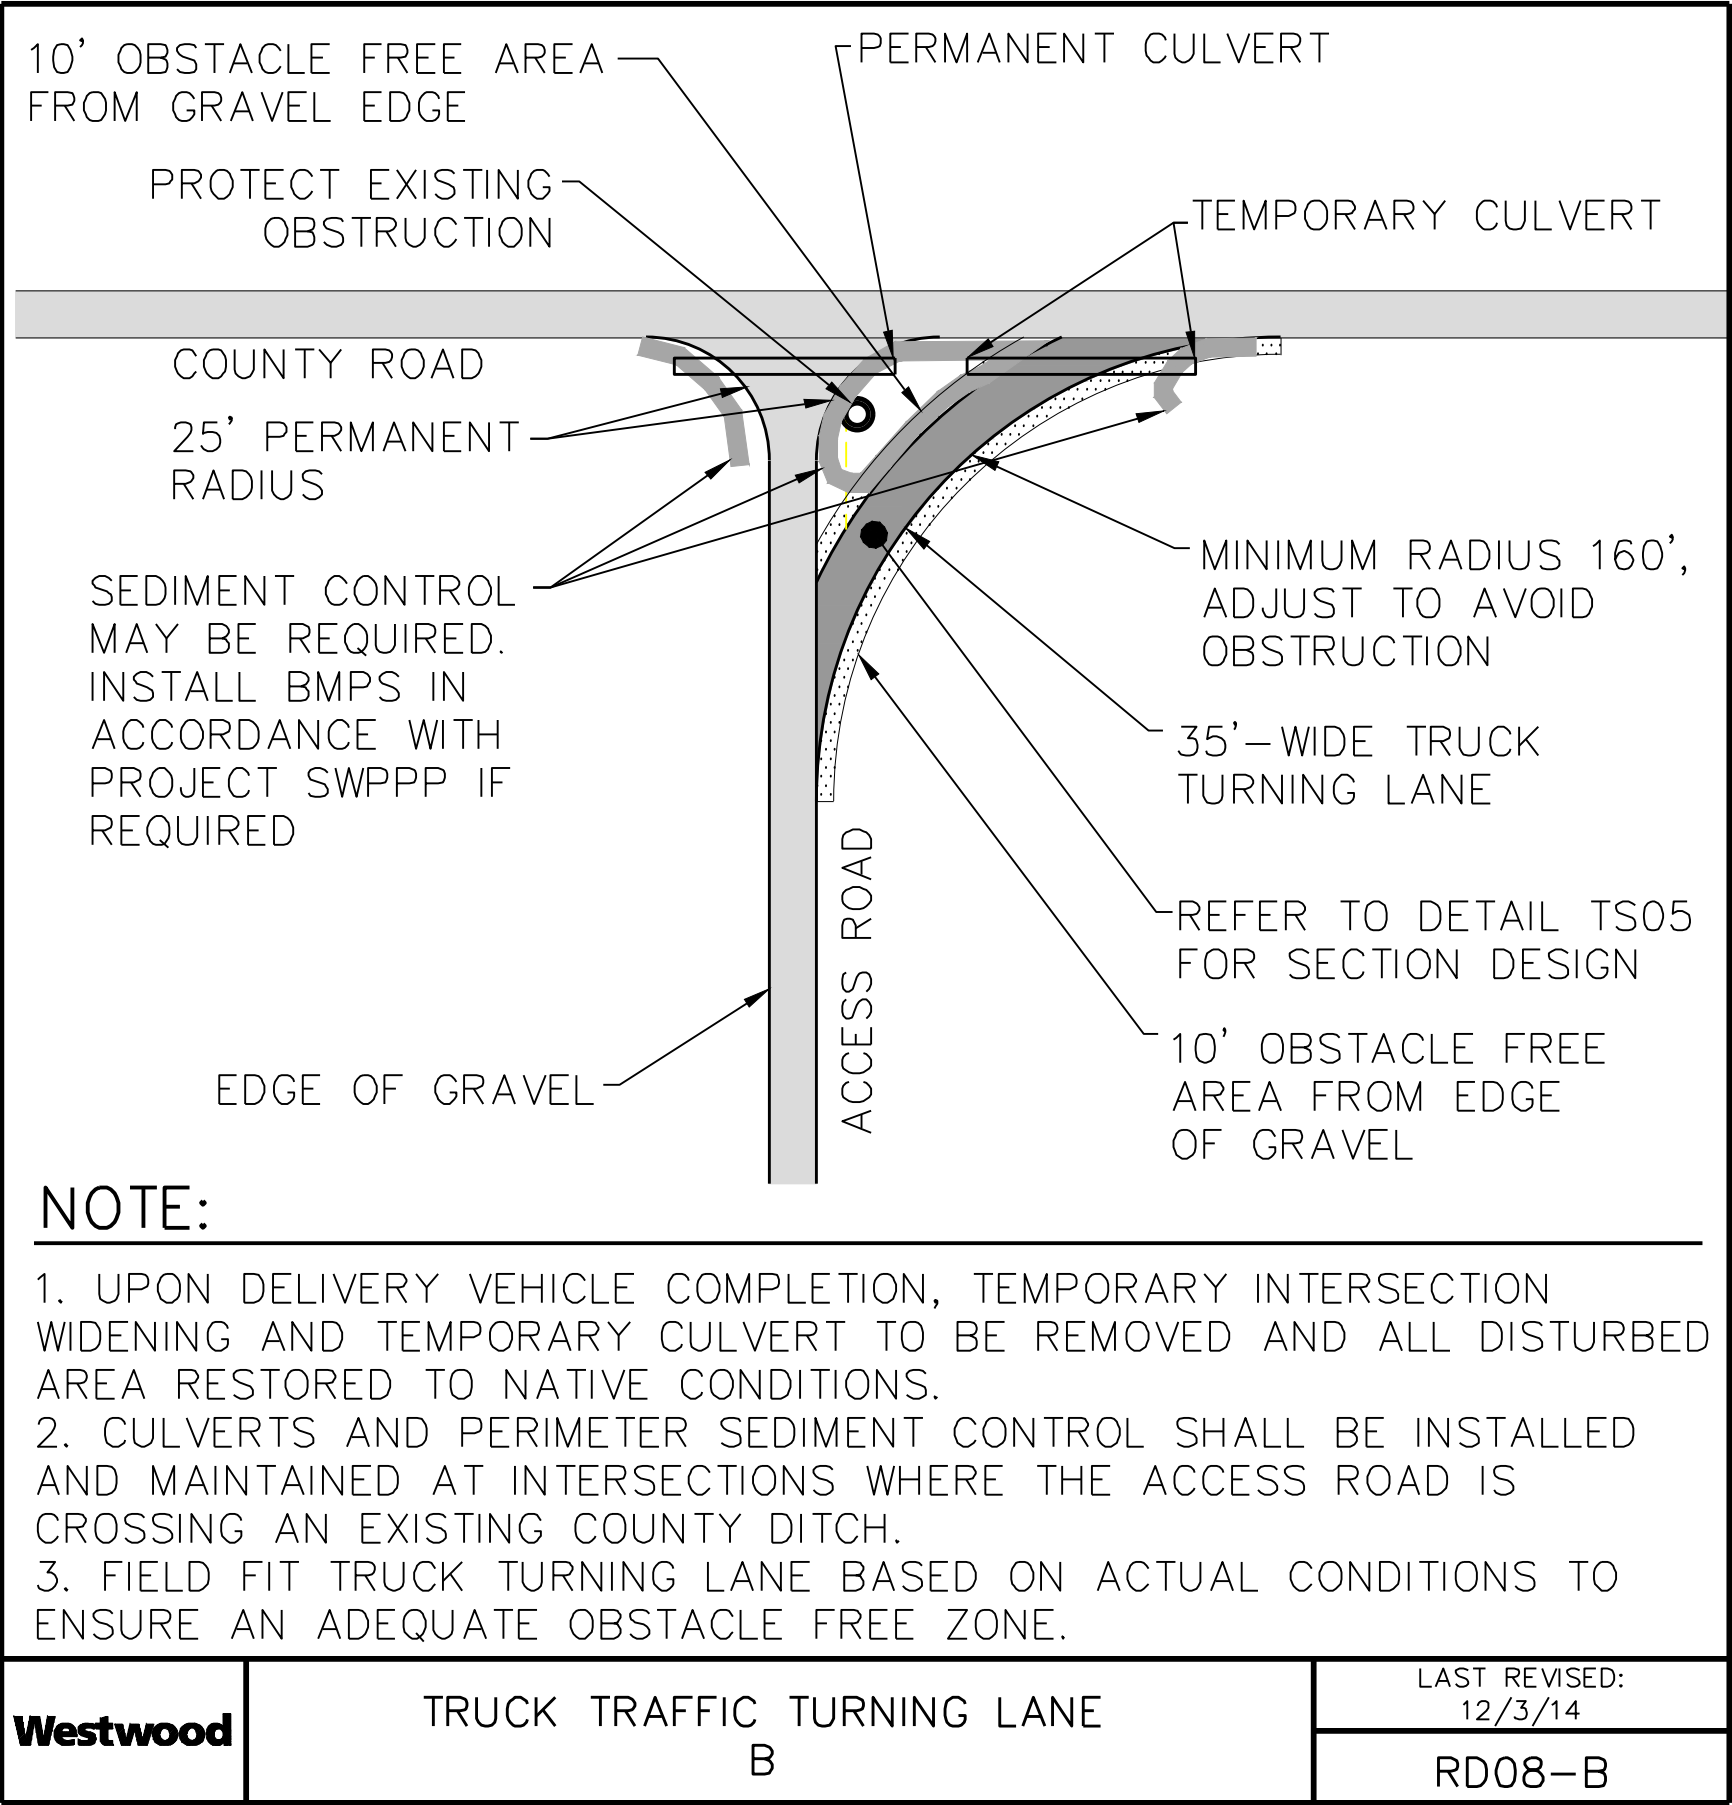 10' OBSTACLE FREE AREA
FROM GRAVEL EDGE
PERMANENT CULVERT
PROTECT EXISTING
OBSTRUCTION
TEMPORARY CULVERT
COUNTY ROAD
25' PERMANENT
RADIUS
SEDIMENT CONTROL
MAY BE REQUIRED.
INSTALL BMPS IN
ACCORDANCE WITH
PROJECT SWPPP IF
REQUIRED
MINIMUM RADIUS 160',
ADJUST TO AVOID
OBSTRUCTION
35'-WIDE TRUCK
TURNING LANE
REFER TO DETAIL TS05
FOR SECTION DESIGN
10' OBSTACLE FREE
AREA FROM EDGE
OF GRAVEL
ACCESS ROAD
EDGE OF GRAVEL
NOTE:
1. UPON DELIVERY VEHICLE COMPLETION, TEMPORARY INTERSECTION
WIDENING AND TEMPORARY CULVERT TO BE REMOVED AND ALL DISTURBED
AREA RESTORED TO NATIVE CONDITIONS.
2. CULVERTS AND PERIMETER SEDIMENT CONTROL SHALL BE INSTALLED
AND MAINTAINED AT INTERSECTIONS WHERE THE ACCESS ROAD IS
CROSSING AN EXISTING COUNTY DITCH.
3. FIELD FIT TRUCK TURNING LANE BASED ON ACTUAL CONDITIONS TO
ENSURE AN ADEQUATE OBSTACLE FREE ZONE.
Westwood
TRUCK TRAFFIC TURNING LANE
B
LAST REVISED:
12/3/14
RD08-B